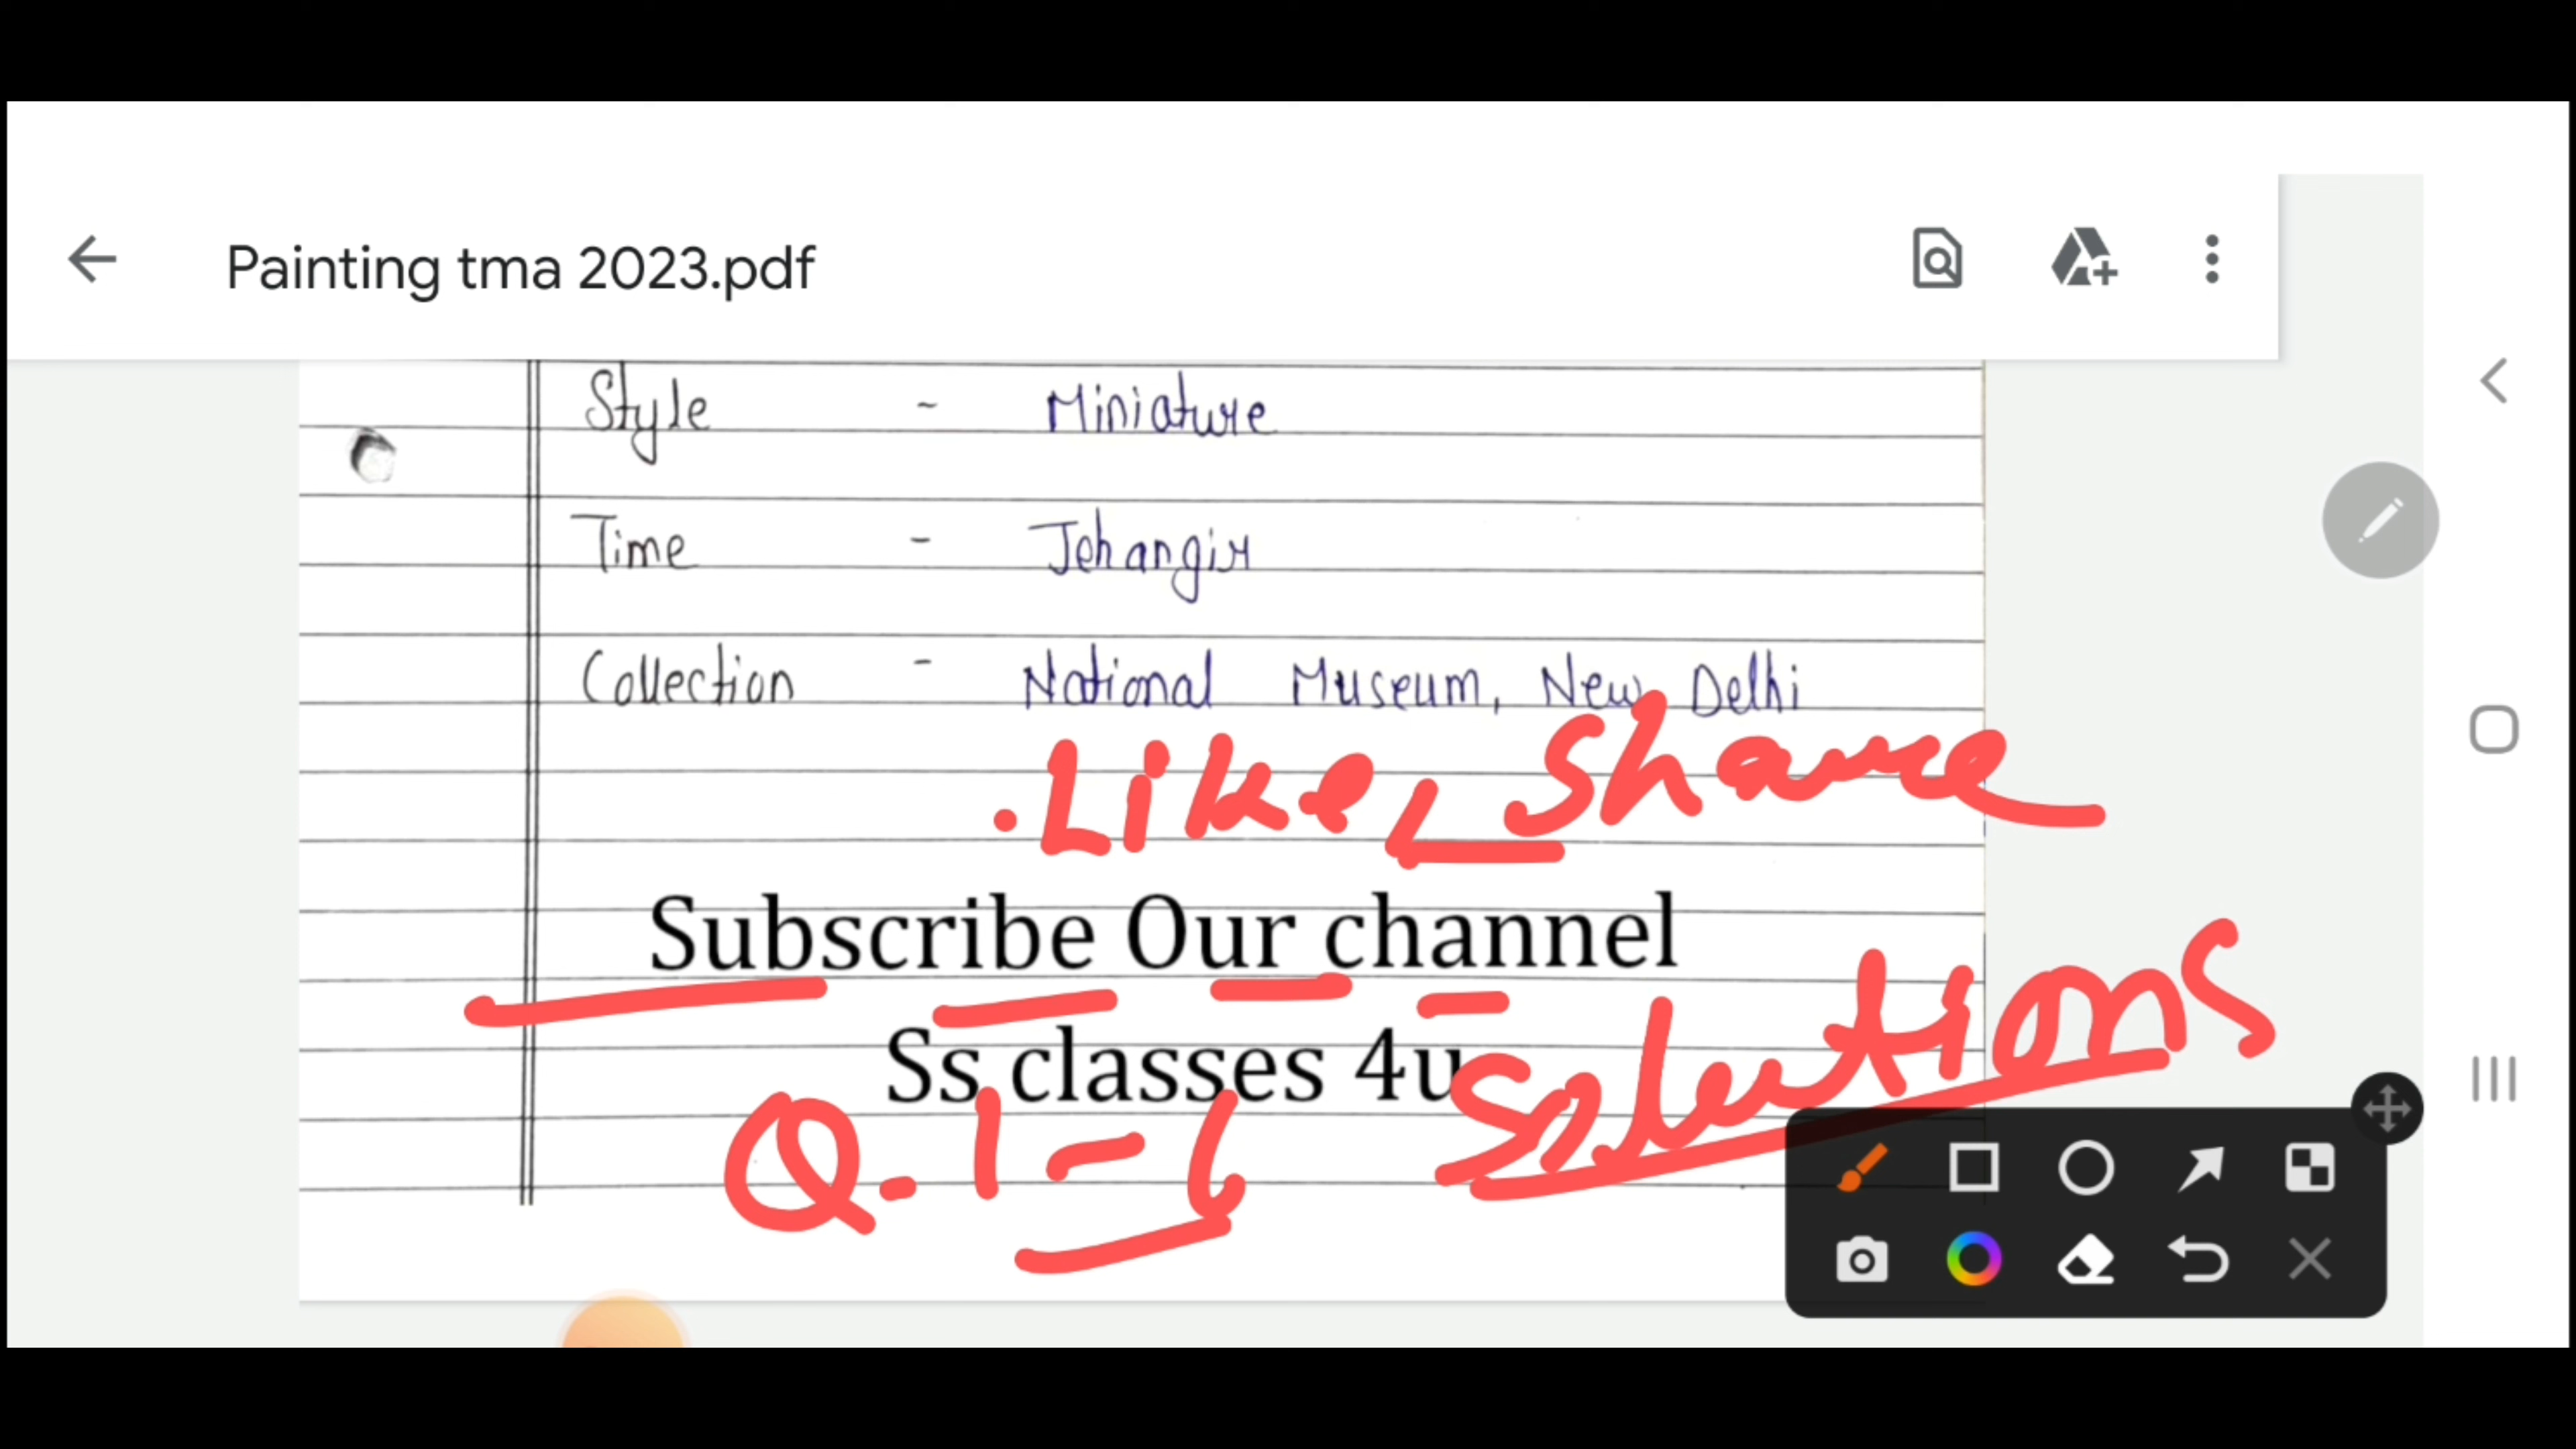 Painting tma 2023.pdf
Style - Miniature
Time - Jehangir
Collection - National Museum, New Delhi
.Like, Share
Subscribe Our channel
Ss classes 4u
Q.1-6 Solutions